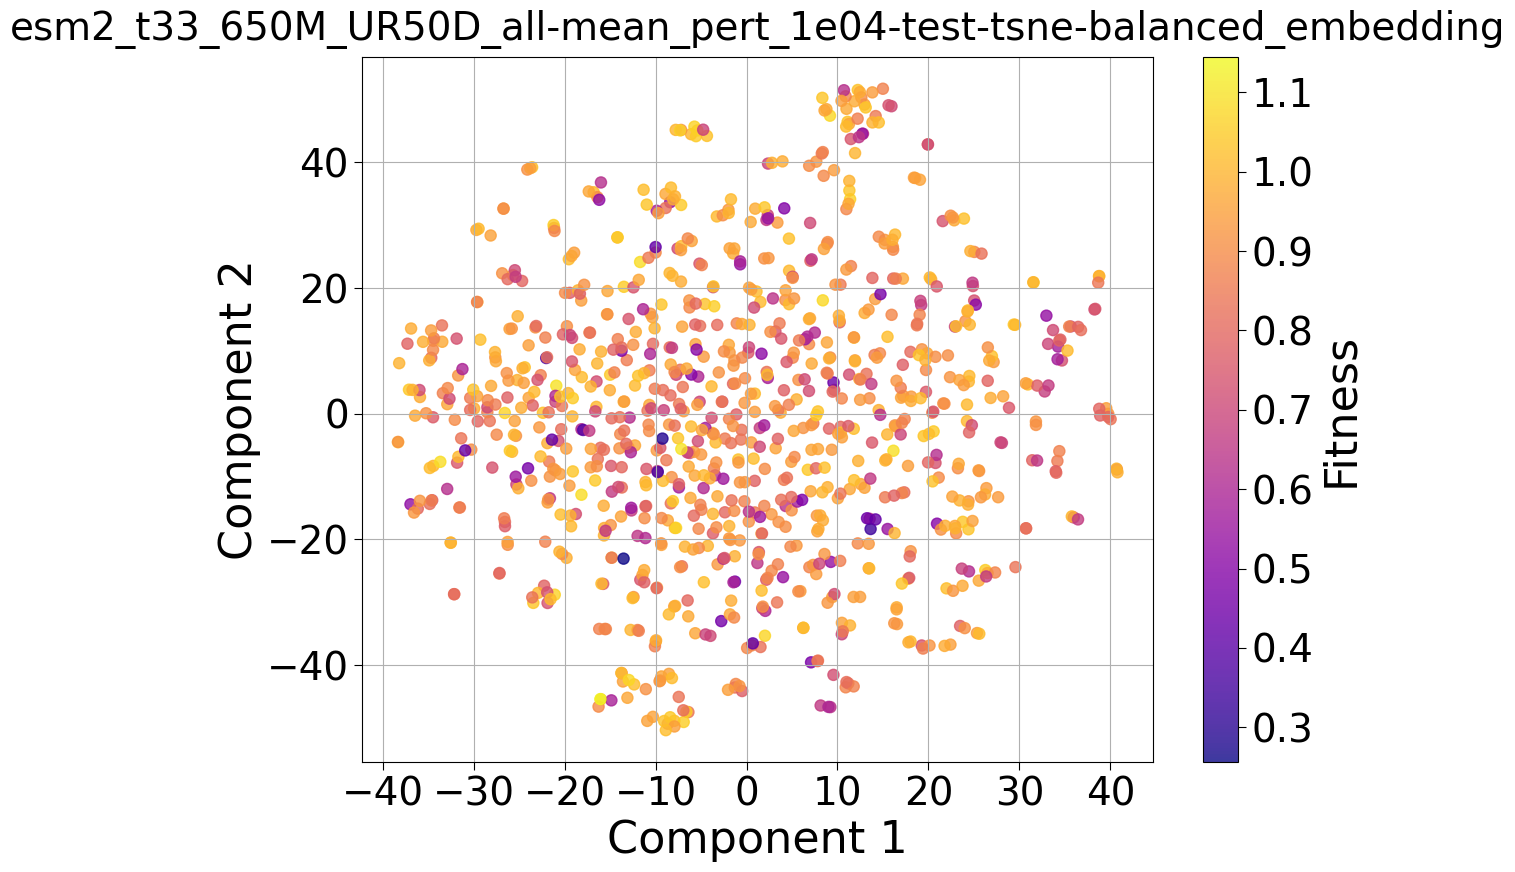 esm2_t33_650M_UR50D_all-mean_pert_1e04-test-tsne-balanced_embedding
Component 2
40
20
0
−20
−40
−40 −30 −20 −10 0 10 20 30 40
Component 1
1.1
1.0
0.9
0.8
0.7
0.6
0.5
0.4
0.3
Fitness